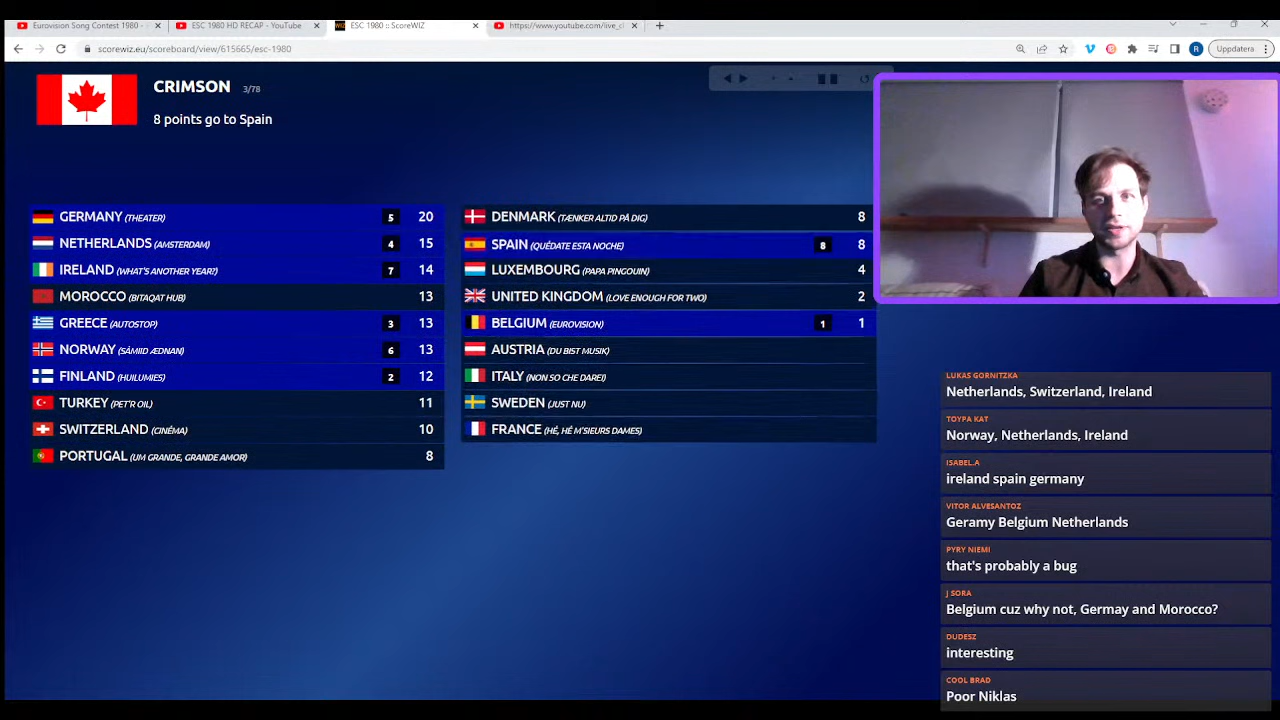 Eurovision Song Contest 1980 -
ESC 1980 HD RECAP - YouTube
ESC 1980 :: ScoreWIZ
https://www.youtube.com/live_c
scorewiz.eu/scoreboard/view/615665/esc-1980
R
Uppdatera
CRIMSON 3/78
8 points go to Spain
GERMANY (THEATER) 5 20
NETHERLANDS (AMSTERDAM) 4 15
IRELAND (WHAT'S ANOTHER YEAR?) 7 14
MOROCCO (BITAQAT HUB) 13
GREECE (AUTOSTOP) 3 13
NORWAY (SÁMIID ÆDNAN) 6 13
FINLAND (HUILUMIES) 2 12
TURKEY (PET'R OIL) 11
SWITZERLAND (CINÉMA) 10
PORTUGAL (UM GRANDE, GRANDE AMOR) 8
DENMARK (TÆNKER ALTID PÅ DIG) 8
SPAIN (QUÉDATE ESTA NOCHE) 8 8
LUXEMBOURG (PAPA PINGOUIN) 4
UNITED KINGDOM (LOVE ENOUGH FOR TWO) 2
BELGIUM (EUROVISION) 1 1
AUSTRIA (DU BIST MUSIK)
ITALY (NON SO CHE DAREI)
SWEDEN (JUST NU)
FRANCE (HÉ, HÉ M'SIEURS DAMES)
LUKAS GORNITZKA
Netherlands, Switzerland, Ireland
TOYPA KAT
Norway, Netherlands, Ireland
ISABEL.A
ireland spain germany
VITOR ALVESANTOZ
Geramy Belgium Netherlands
PYRY NIEMI
that's probably a bug
J SORA
Belgium cuz why not, Germay and Morocco?
DUDESZ
interesting
COOL BRAD
Poor Niklas